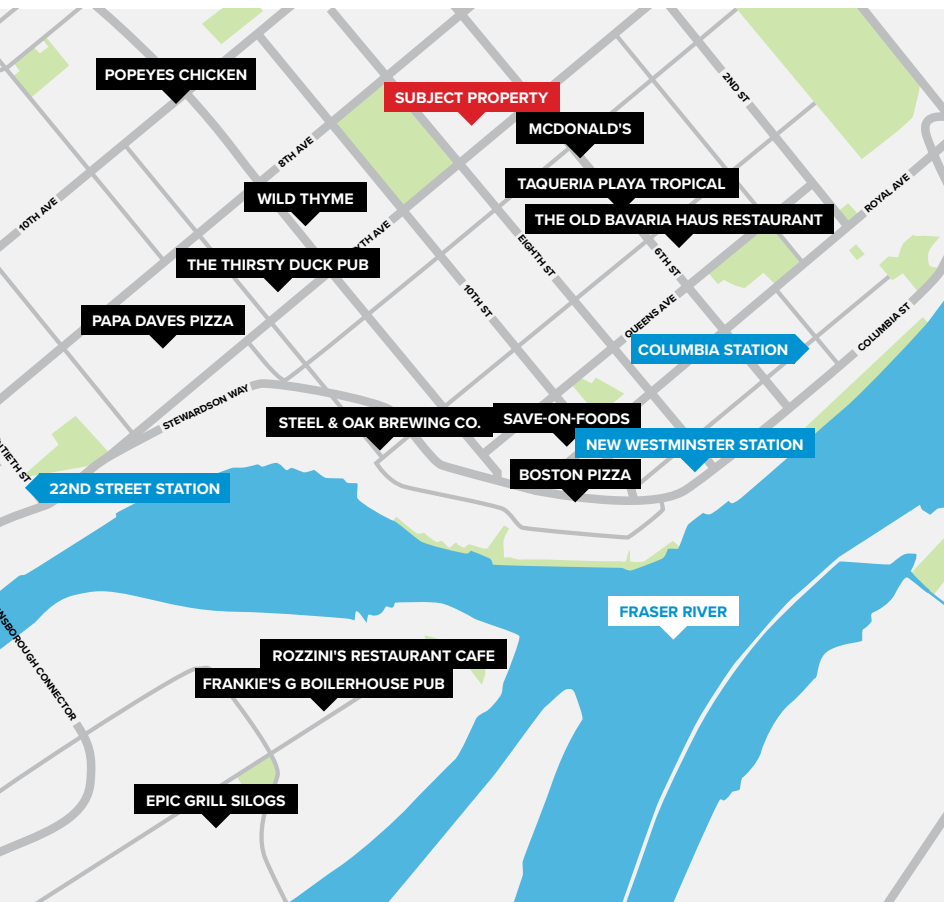 POPEYES CHICKEN
SUBJECT PROPERTY
2ND ST
MCDONALD'S
8TH AVE
TAQUERIA PLAYA TROPICAL
WILD THYME
ROYAL AVE
10TH AVE
THE OLD BAVARIA HAUS RESTAURANT
THE THIRSTY DUCK PUB
EIGHTH ST
6TH ST
10TH ST
PAPA DAVES PIZZA
QUEENS AVE
COLUMBIA ST
COLUMBIA STATION
STEWARDSON WAY
STEEL & OAK BREWING CO.
SAVE-ON-FOODS
NEW WESTMINSTER STATION
BOSTON PIZZA
22ND STREET STATION
FRASER RIVER
CONNECTOR
ROZZINI'S RESTAURANT CAFE
FRANKIE'S G BOILERHOUSE PUB
EPIC GRILL SILOGS